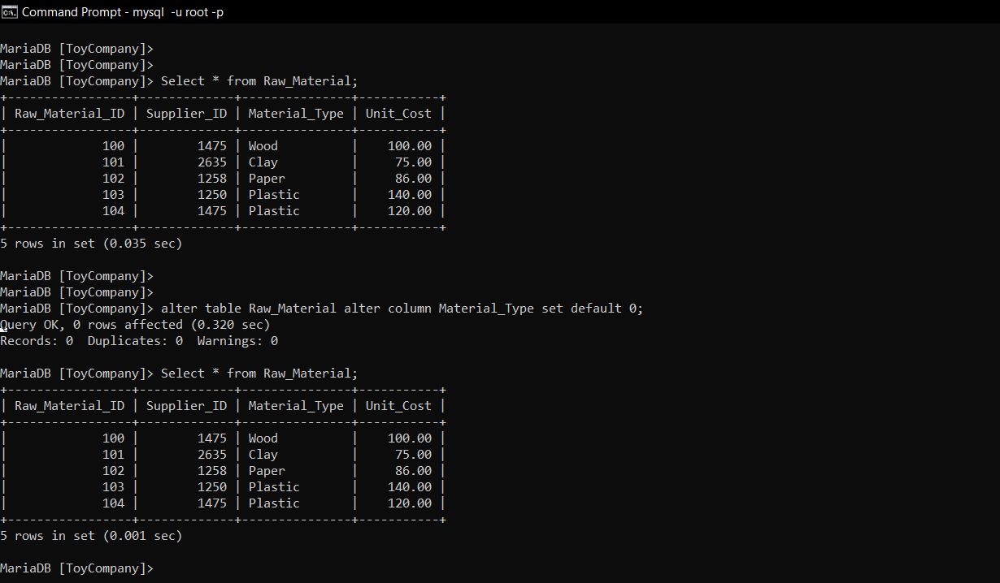 Command Prompt - mysql  -u root -p
MariaDB [ToyCompany]>
MariaDB [ToyCompany]>
MariaDB [ToyCompany]> Select * from Raw_Material;
+-----------------+-------------+---------------+-----------+
| Raw_Material_ID | Supplier_ID | Material_Type | Unit_Cost |
+-----------------+-------------+---------------+-----------+
|             100 |        1475 | Wood          |    100.00 |
|             101 |        2635 | Clay          |     75.00 |
|             102 |        1258 | Paper         |     86.00 |
|             103 |        1250 | Plastic       |    140.00 |
|             104 |        1475 | Plastic       |    120.00 |
+-----------------+-------------+---------------+-----------+
5 rows in set (0.035 sec)
MariaDB [ToyCompany]>
MariaDB [ToyCompany]>
MariaDB [ToyCompany]> alter table Raw_Material alter column Material_Type set default 0;
Query OK, 0 rows affected (0.320 sec)
Records: 0  Duplicates: 0  Warnings: 0
MariaDB [ToyCompany]> Select * from Raw_Material;
+-----------------+-------------+---------------+-----------+
| Raw_Material_ID | Supplier_ID | Material_Type | Unit_Cost |
+-----------------+-------------+---------------+-----------+
|             100 |        1475 | Wood          |    100.00 |
|             101 |        2635 | Clay          |     75.00 |
|             102 |        1258 | Paper         |     86.00 |
|             103 |        1250 | Plastic       |    140.00 |
|             104 |        1475 | Plastic       |    120.00 |
+-----------------+-------------+---------------+-----------+
5 rows in set (0.001 sec)
MariaDB [ToyCompany]>